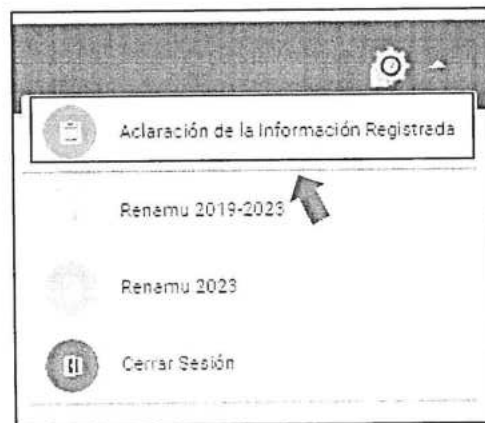 Aclaración de la Información Registrada
Renamu 2019-2023
Renamu 2023
Cerrar Sesión